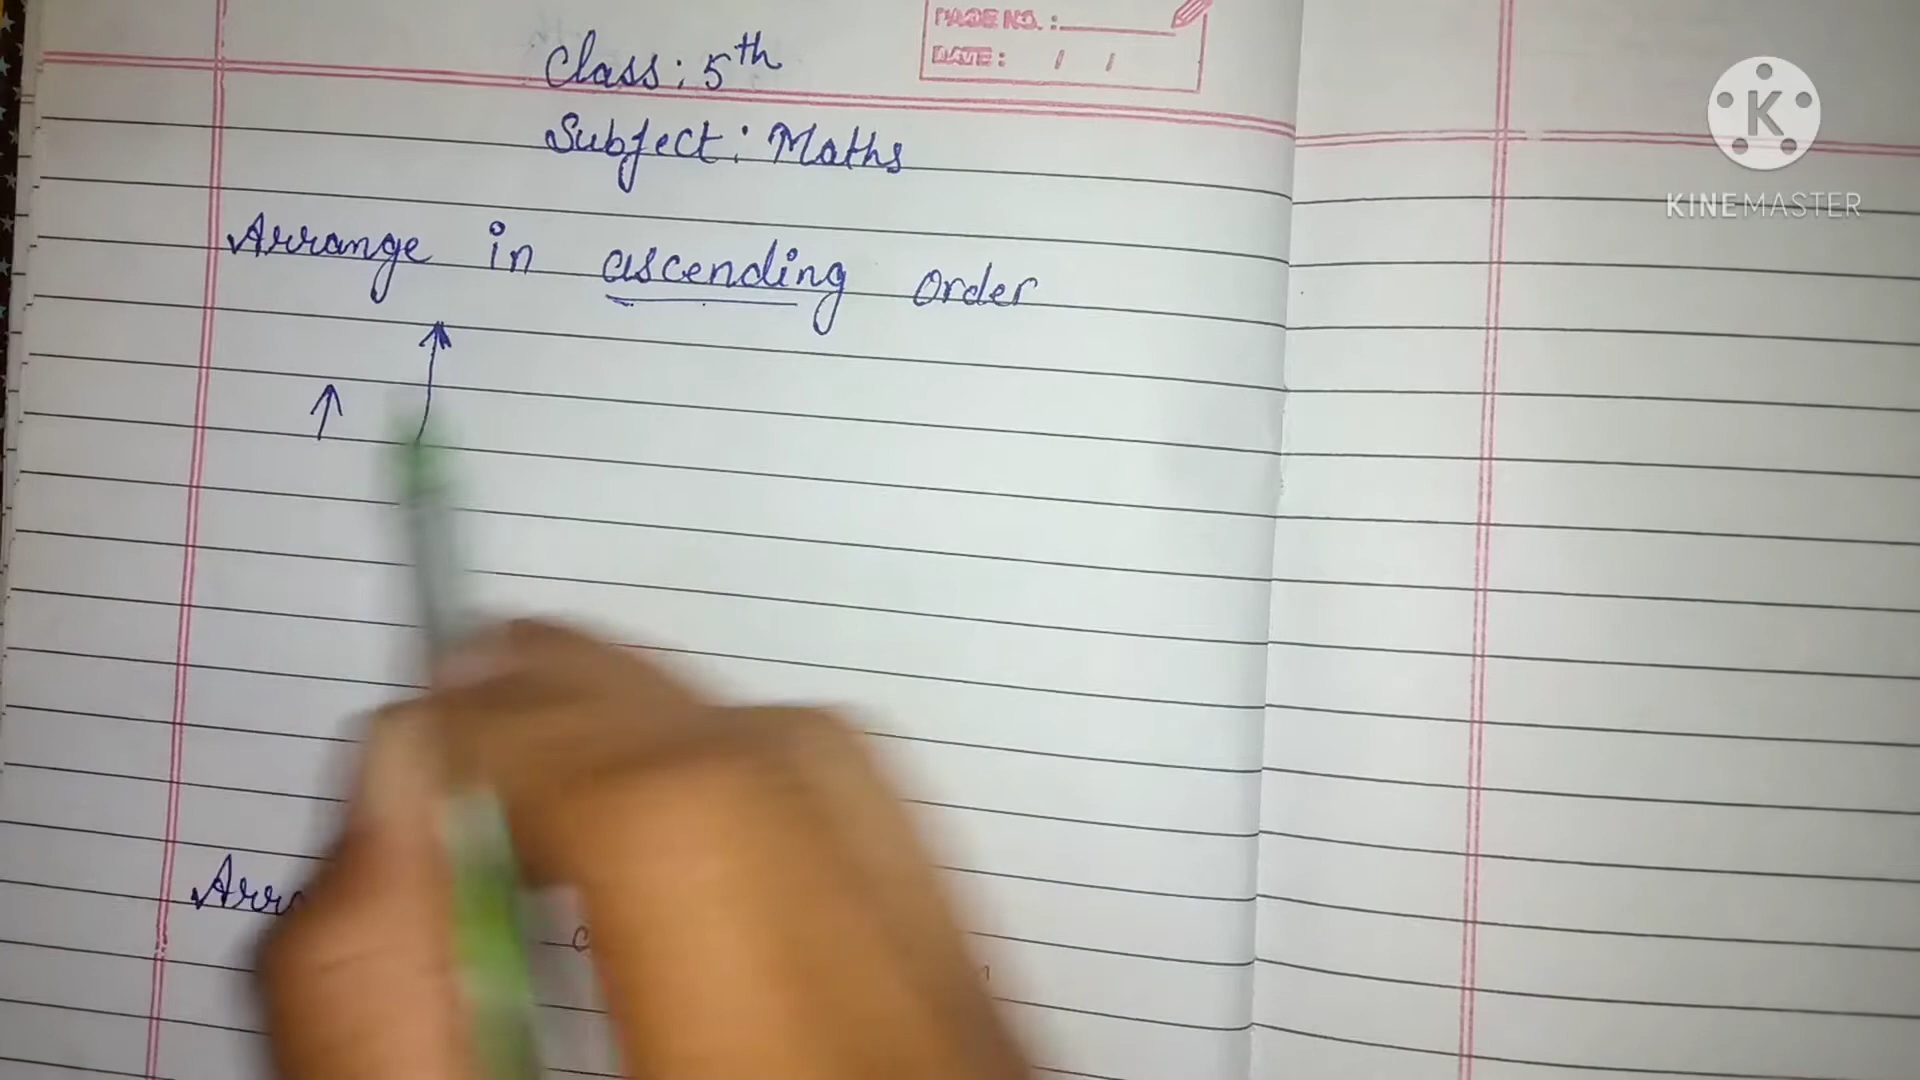 PAGE NO. :
DATE : / /
Class: 5th
Subject: Maths
Arrange in ascending order
K
KINEMASTER